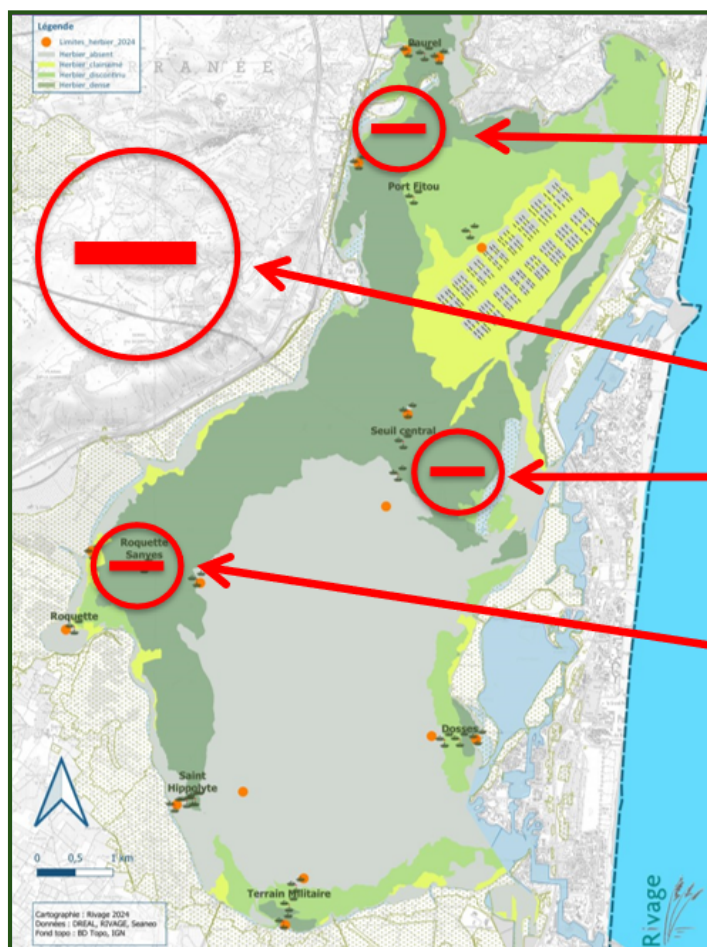 Légende
Limites_herbier_2024
Herbier_absent
Herbier_clairsemé
Herbier_discontinu
Herbier_dense
RRANÉE
Paurel
Port Fitou
Seuil central
Roquette
Sanyes
Roquette
Dosses
Saint
Hippolyte
Terrain Militaire
0 0,5 1 km
Cartographie : Rivage 2024
Données : DREAL, RIVAGE, Seaneo
Fond topo : BD Topo, IGN
Rivage